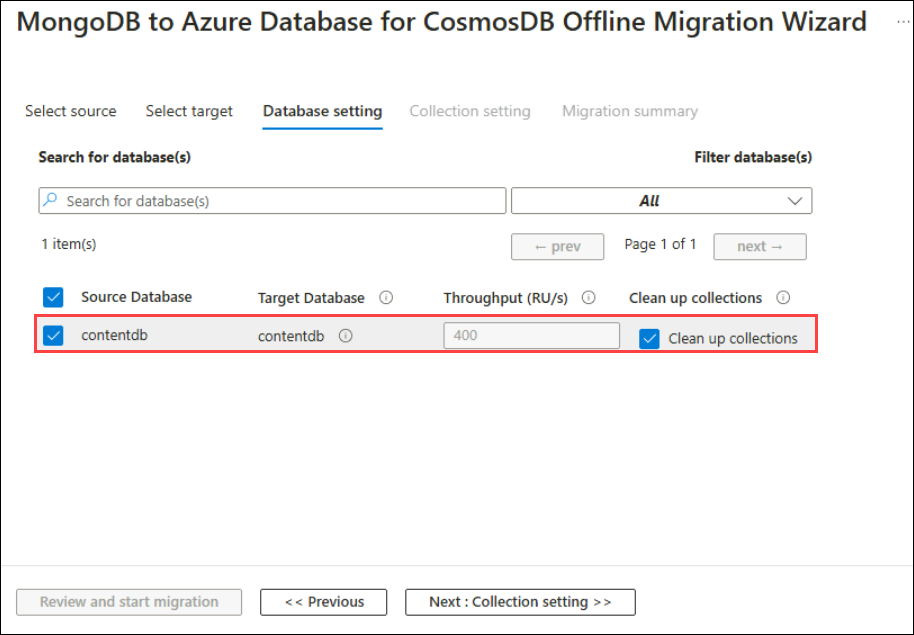 MongoDB to Azure Database for CosmosDB Offline Migration Wizard ...
Select source Select target Database setting Collection setting Migration summary
Search for database(s) Filter database(s)
Search for database(s) All
1 item(s) ← prev Page 1 of 1 next →
Source Database Target Database Throughput (RU/s) Clean up collections
contentdb contentdb 400 Clean up collections
Review and start migration << Previous Next : Collection setting >>